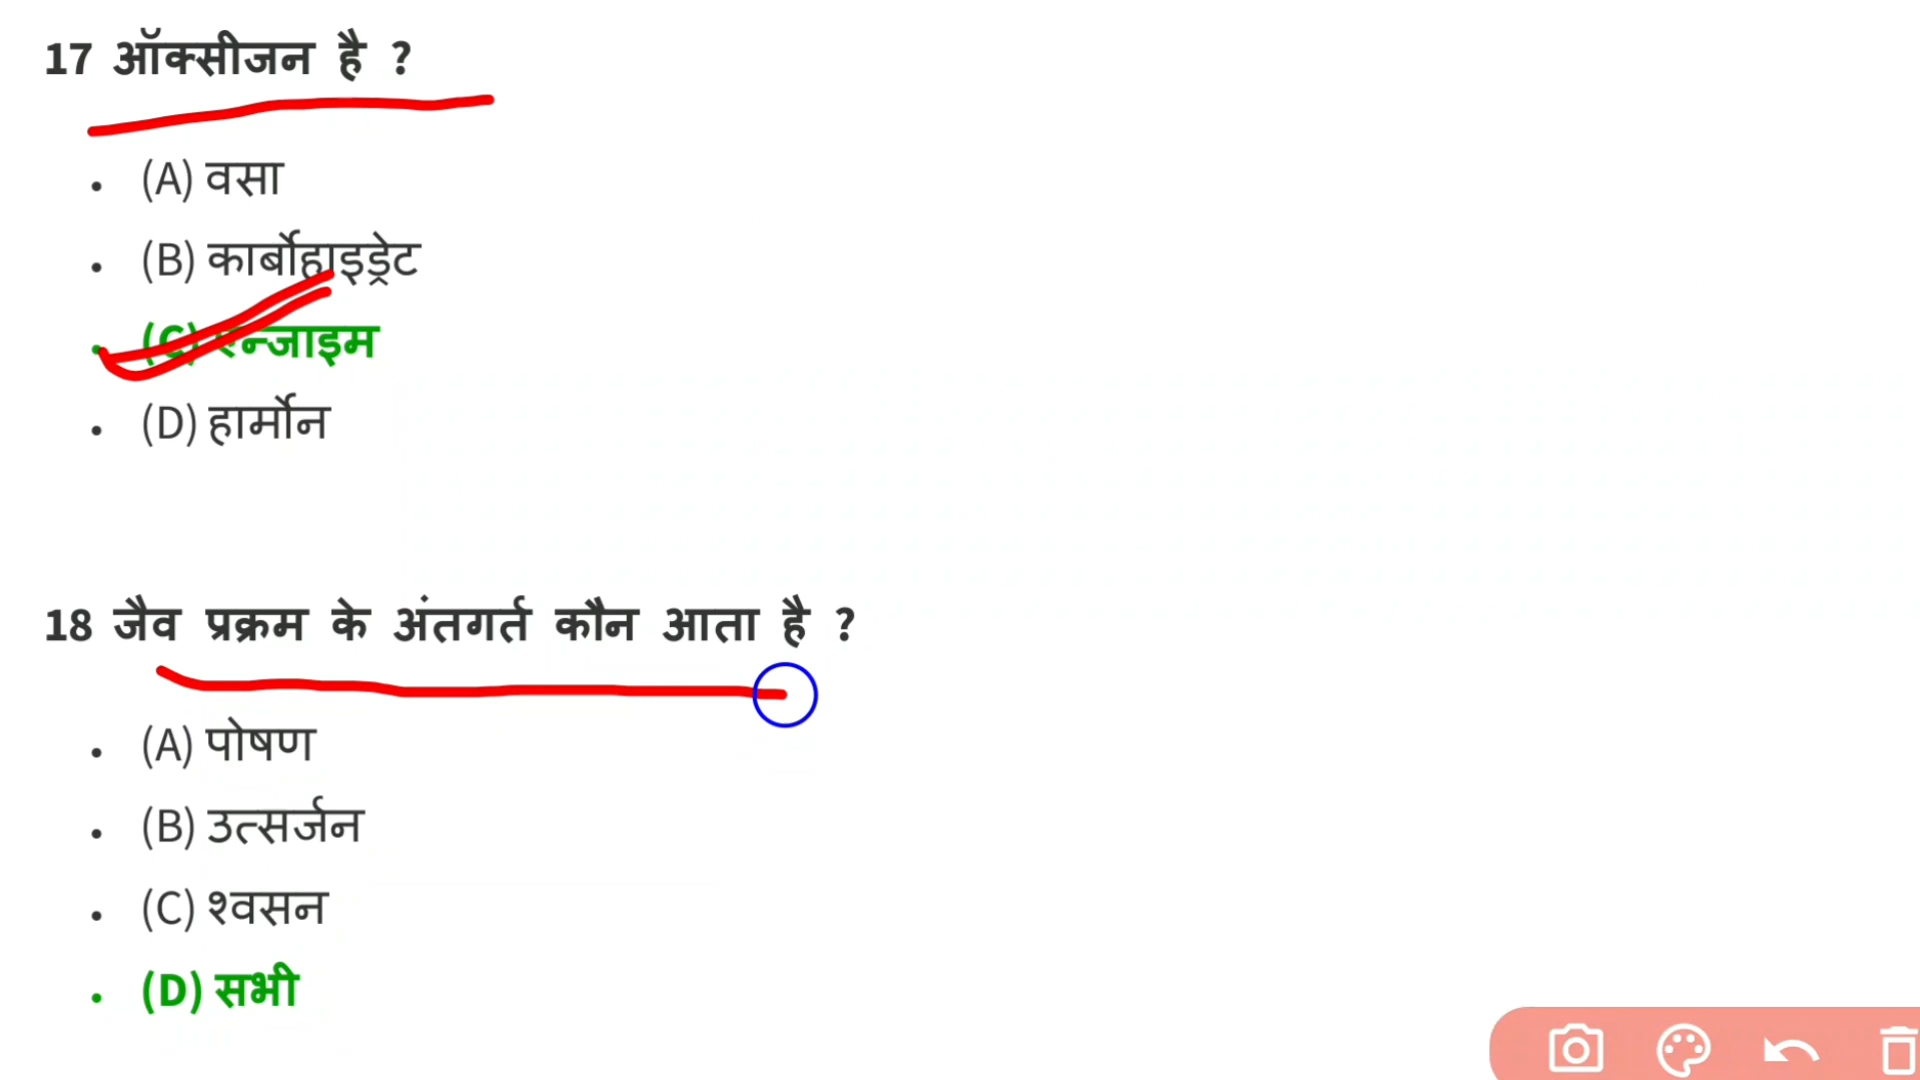 17 ऑक्सीजन है ?
(A) वसा
(B) कार्बोहाइड्रेट
(C) एन्जाइम
(D) हार्मोन
18 जैव प्रक्रम के अंतगर्त कौन आता है ?
(A) पोषण
(B) उत्सर्जन
(C) श्वसन
(D) सभी